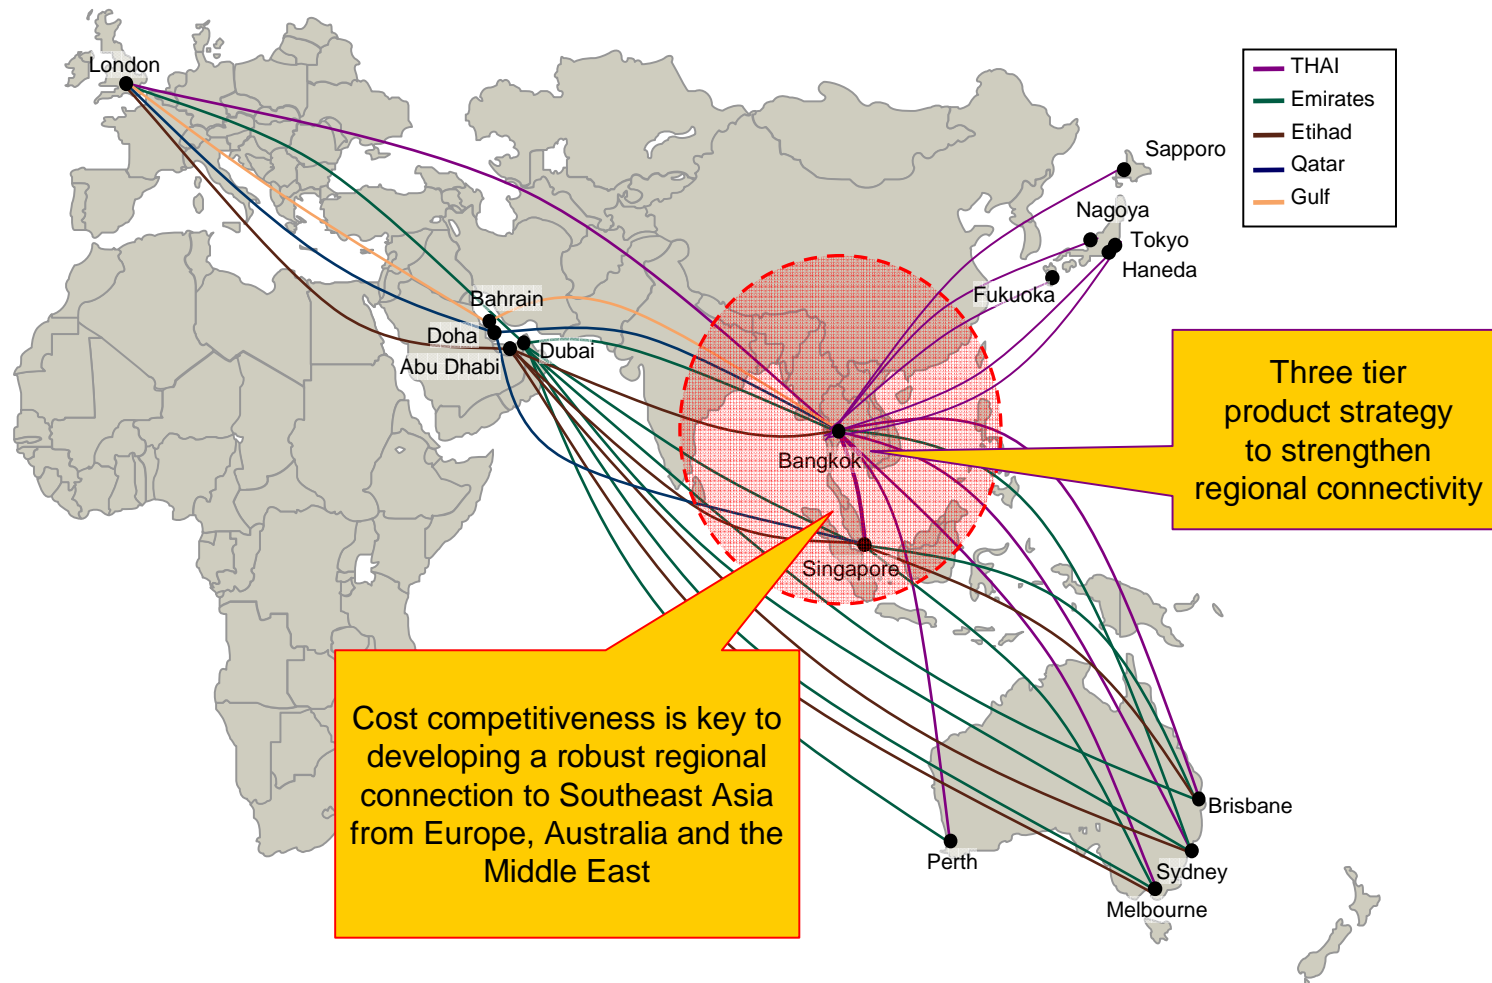 London
THAI
Emirates
Etihad
Qatar
Gulf
Sapporo
Nagoya
Tokyo
Haneda
Fukuoka
Bahrain
Doha
Dubai
Abu Dhabi
Three tier
product strategy
to strengthen
regional connectivity
Bangkok
Singapore
Cost competitiveness is key to
developing a robust regional
connection to Southeast Asia
from Europe, Australia and the
Middle East
Brisbane
Perth
Sydney
Melbourne